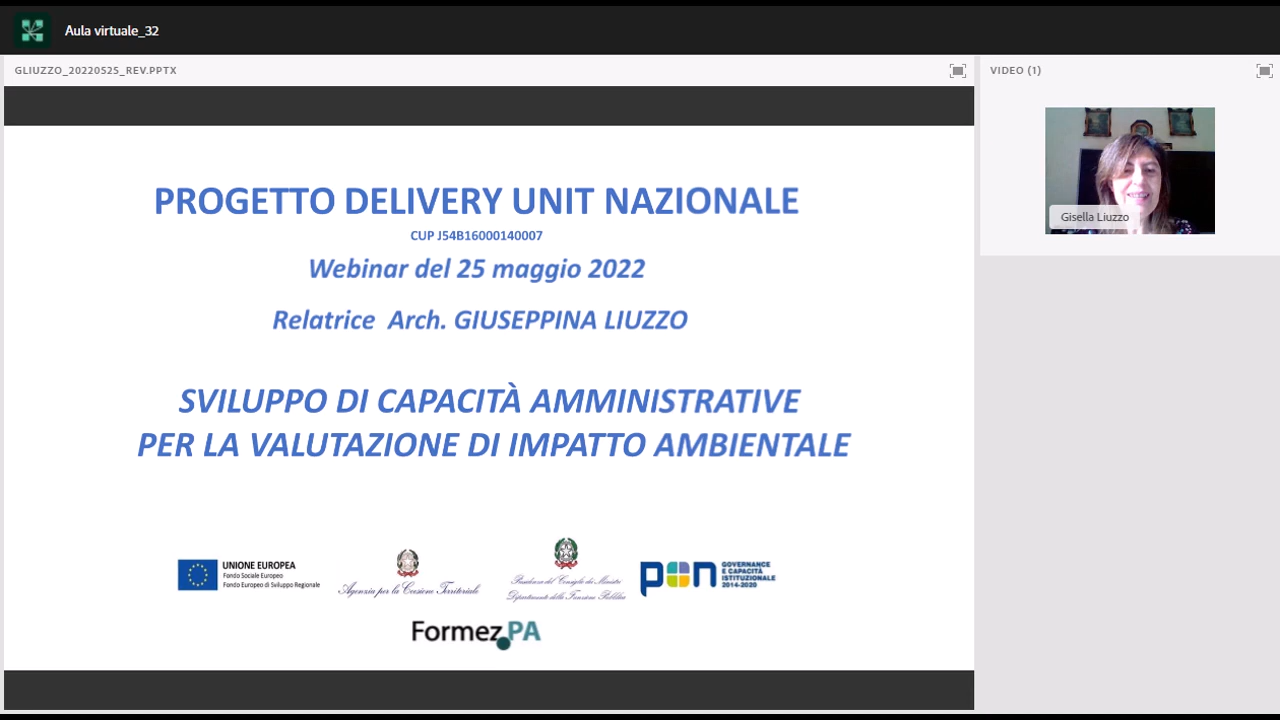 Aula virtuale_32
GLIUZZO_20220525_REV.PPTX
VIDEO (1)
PROGETTO DELIVERY UNIT NAZIONALE
CUP J54B16000140007
Webinar del 25 maggio 2022
Relatrice Arch. GIUSEPPINA LIUZZO
SVILUPPO DI CAPACITÀ AMMINISTRATIVE
PER LA VALUTAZIONE DI IMPATTO AMBIENTALE
Gisella Liuzzo
UNIONE EUROPEA
Fondo Sociale Europeo
Fondo Europeo di Sviluppo Regionale
Agenzia per la Coesione Territoriale
Presidenza del Consiglio dei Ministri
Dipartimento della Funzione Pubblica
pon
GOVERNANCE
E CAPACITÀ
ISTITUZIONALE
2014-2020
Formez PA